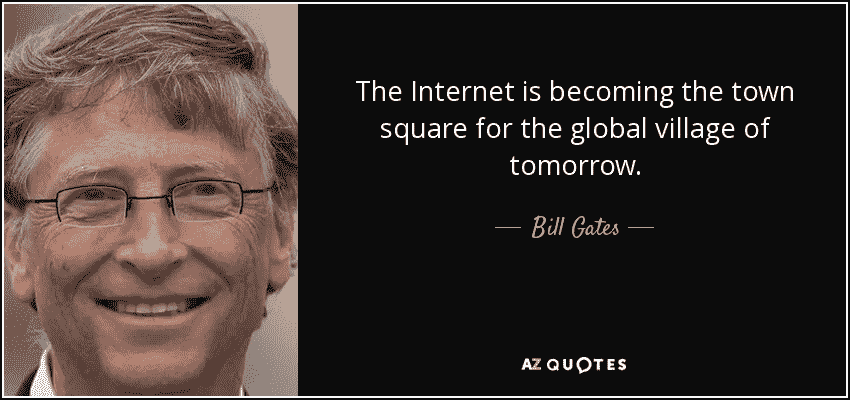 The Internet is becoming the town
square for the global village of
tomorrow.
Bill Gates
AZ QUOTES